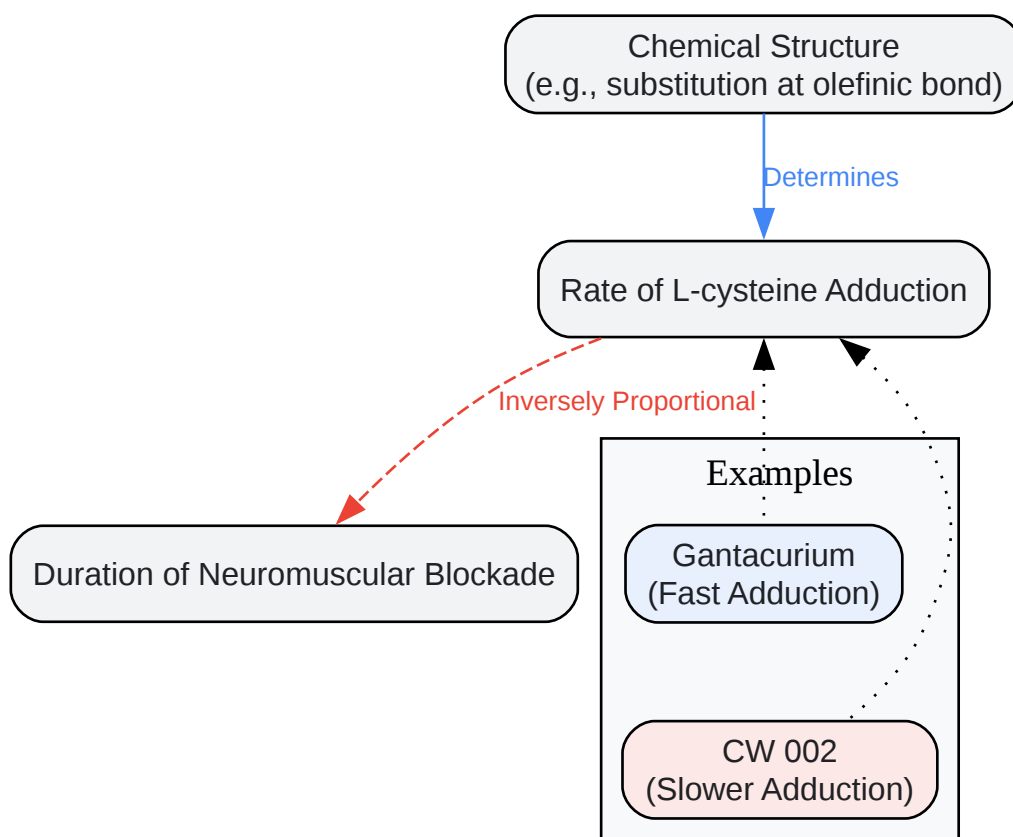 Chemical Structure
(e.g., substitution at olefinic bond)
Determines
Rate of L-cysteine Adduction
Inversely Proportional
Examples
Duration of Neuromuscular Blockade
Gantacurium
(Fast Adduction)
CW 002
(Slower Adduction)